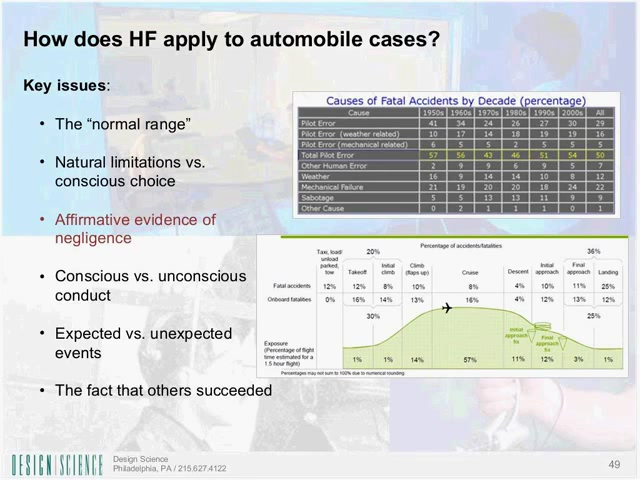 How does HF apply to automobile cases?
Key issues:
• The “normal range”
• Natural limitations vs.
conscious choice
• Affirmative evidence of
negligence
• Conscious vs. unconscious
conduct
• Expected vs. unexpected
events
• The fact that others succeeded
Causes of Fatal Accidents by Decade (percentage)
Cause 1950s 1960s 1970s 1980s 1990s 2000s All
Pilot Error 41 34 24 26 27 30 29
Pilot Error (weather related) 10 17 14 18 19 19 16
Pilot Error (mechanical related) 6 5 5 2 5 5 5
Total Pilot Error 57 56 43 46 51 54 50
Other Human Error 2 9 9 6 9 5 7
Weather 16 9 14 14 10 8 12
Mechanical Failure 21 19 20 20 18 24 22
Sabotage 5 5 13 13 11 9 9
Other Cause 0 2 1 1 1 0 1
Percentage of accidents/fatalities
20% 36%
Taxi, load/
unload
parked,
tow
Takeoff
Initial
climb
Climb
(flaps up)
Cruise
Descent
Initial
approach
Final
approach
Landing
Fatal accidents 12% 12% 8% 10% 8% 4% 10% 11% 25%
Onboard fatalities 0% 16% 14% 13% 16% 4% 12% 13% 12%
30% 25%
Initial
approach
fix
Final
approach
fix
Exposure
(Percentage of flight
time estimated for a
1.5 hour flight)
1% 1% 14% 57% 11% 12% 3% 1%
Percentages may not sum to 100% due to numerical rounding.
DESIGN SCIENCE
Design Science
Philadelphia, PA / 215.627.4122
49